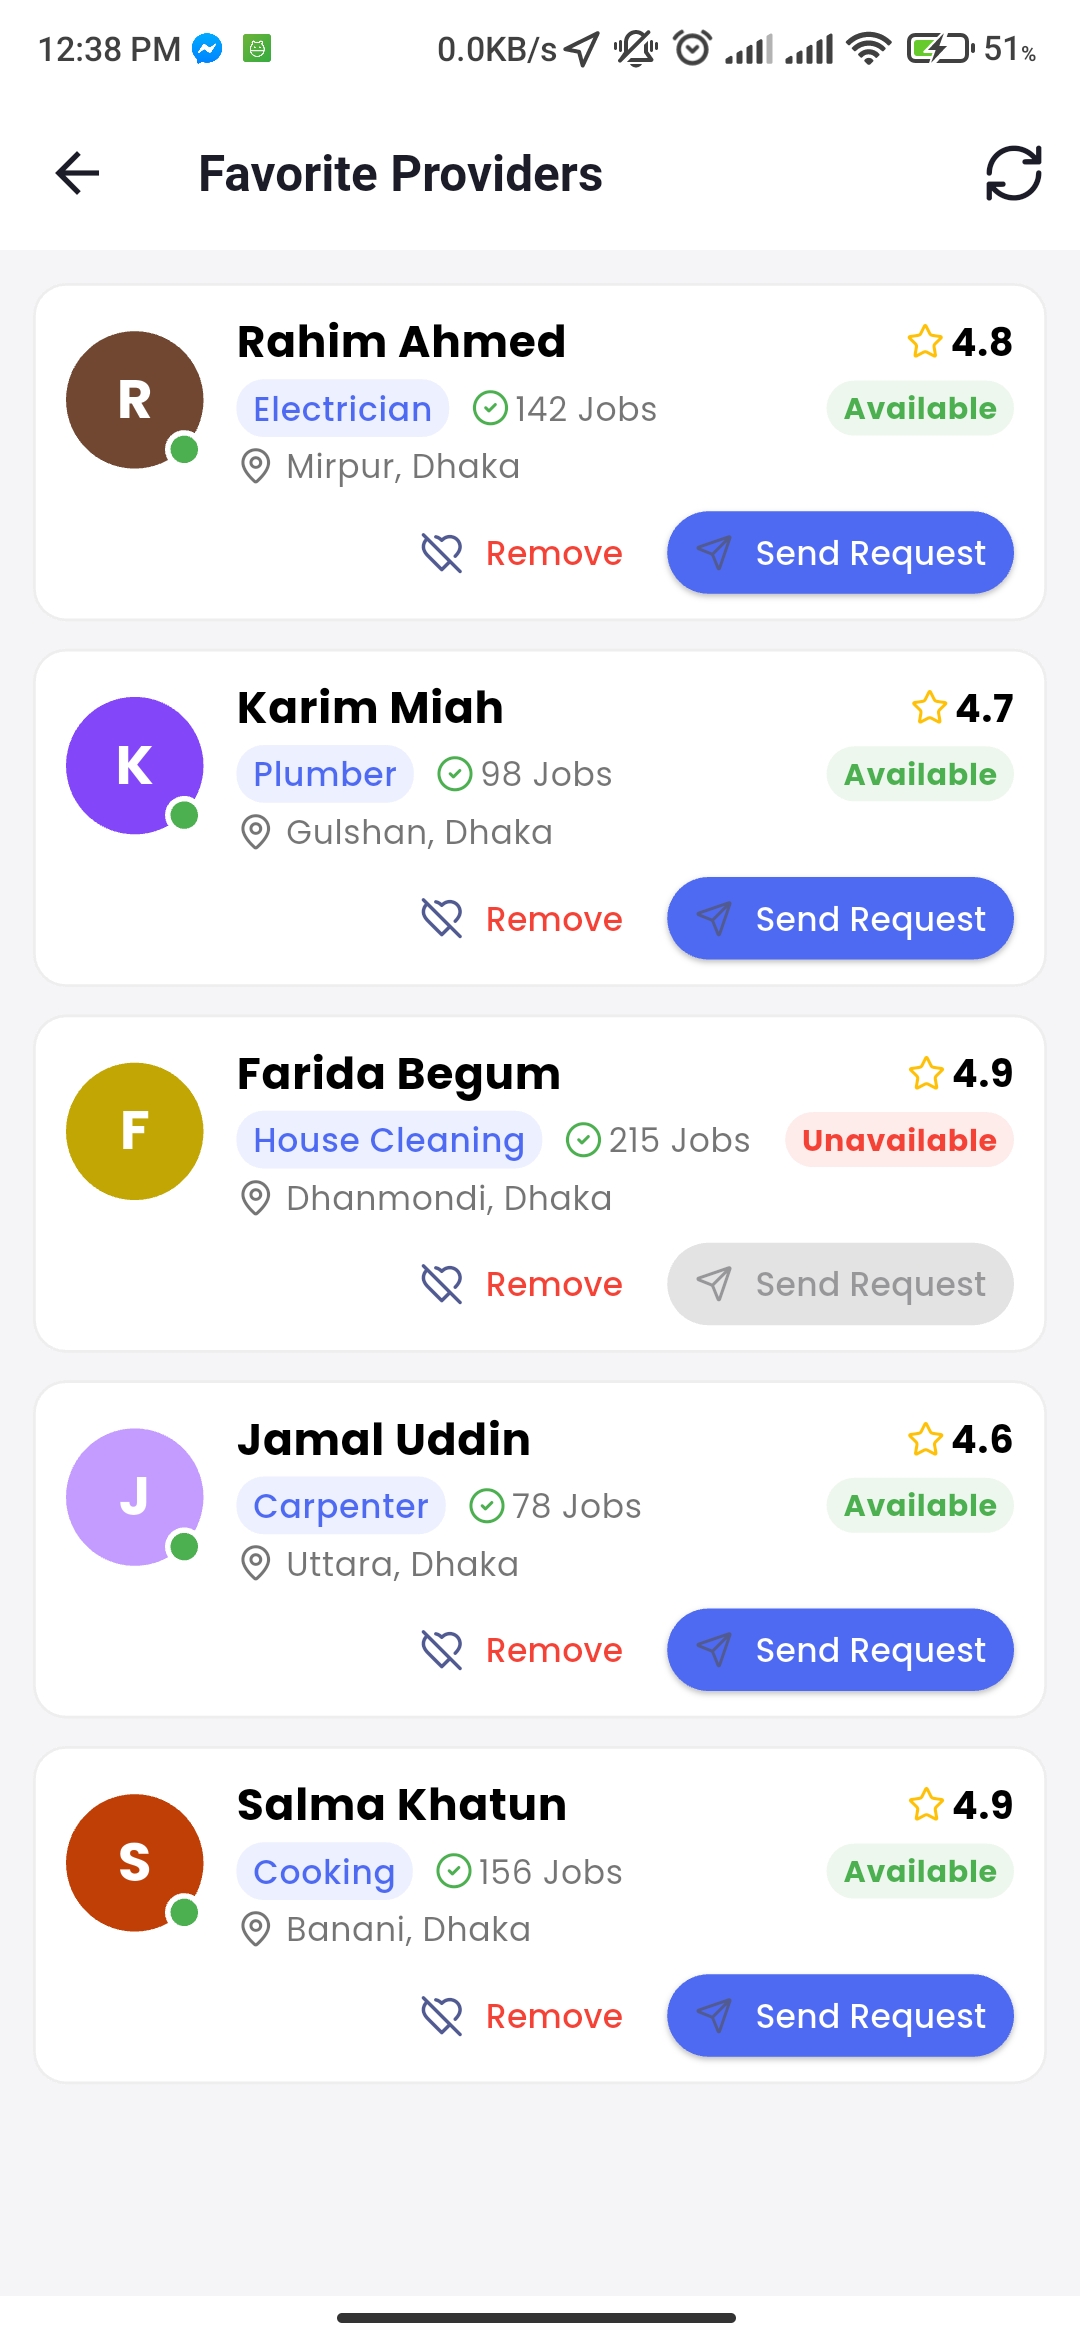 12:38 PM 0.0KB/s 51%
Favorite Providers
R
Rahim Ahmed 4.8
Electrician 142 Jobs Available
Mirpur, Dhaka
Remove Send Request
K
Karim Miah 4.7
Plumber 98 Jobs Available
Gulshan, Dhaka
Remove Send Request
F
Farida Begum 4.9
House Cleaning 215 Jobs Unavailable
Dhanmondi, Dhaka
Remove Send Request
J
Jamal Uddin 4.6
Carpenter 78 Jobs Available
Uttara, Dhaka
Remove Send Request
S
Salma Khatun 4.9
Cooking 156 Jobs Available
Banani, Dhaka
Remove Send Request